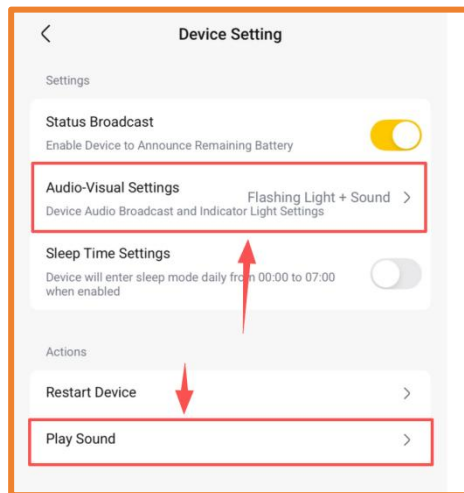 Device Setting
Settings
Status Broadcast
Enable Device to Announce Remaining Battery
Audio-Visual Settings
Flashing Light + Sound
Device Audio Broadcast and Indicator Light Settings
Sleep Time Settings
Device will enter sleep mode daily from 00:00 to 07:00
when enabled
Actions
Restart Device
Play Sound